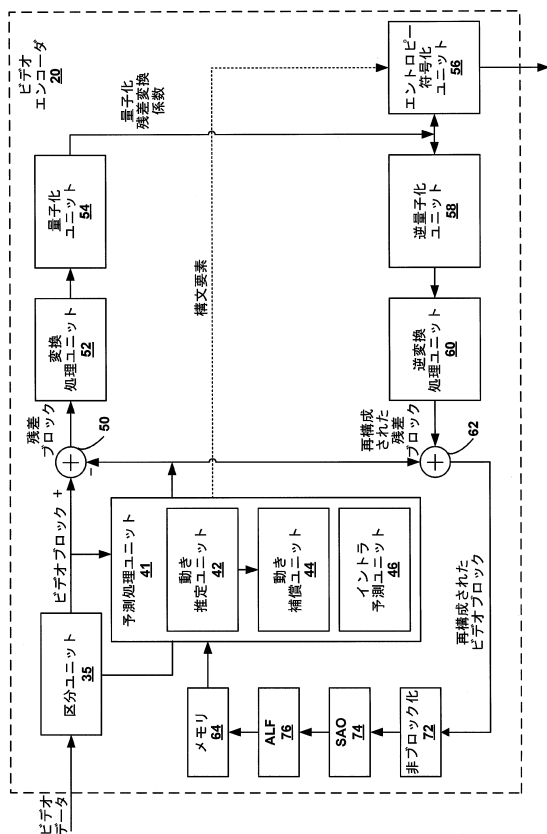 ビデオ
エンコーダ
20
ビデオ
データ
区分ユニット
35
ビデオブロック
+
-
50
残差
ブロック
変換
処理ユニット
52
量子化
ユニット
54
量子化
残差変換
係数
予測処理ユニット
41
動き
推定ユニット
42
動き
補償ユニット
44
イントラ
予測ユニット
46
構文要素
エントロピー
符号化
ユニット
56
逆量子化
ユニット
58
逆変換
処理ユニット
60
再構成
された
残差
ブロック
62
再構成された
ビデオブロック
メモリ
64
ALF
76
SAO
74
非ブロック化
72